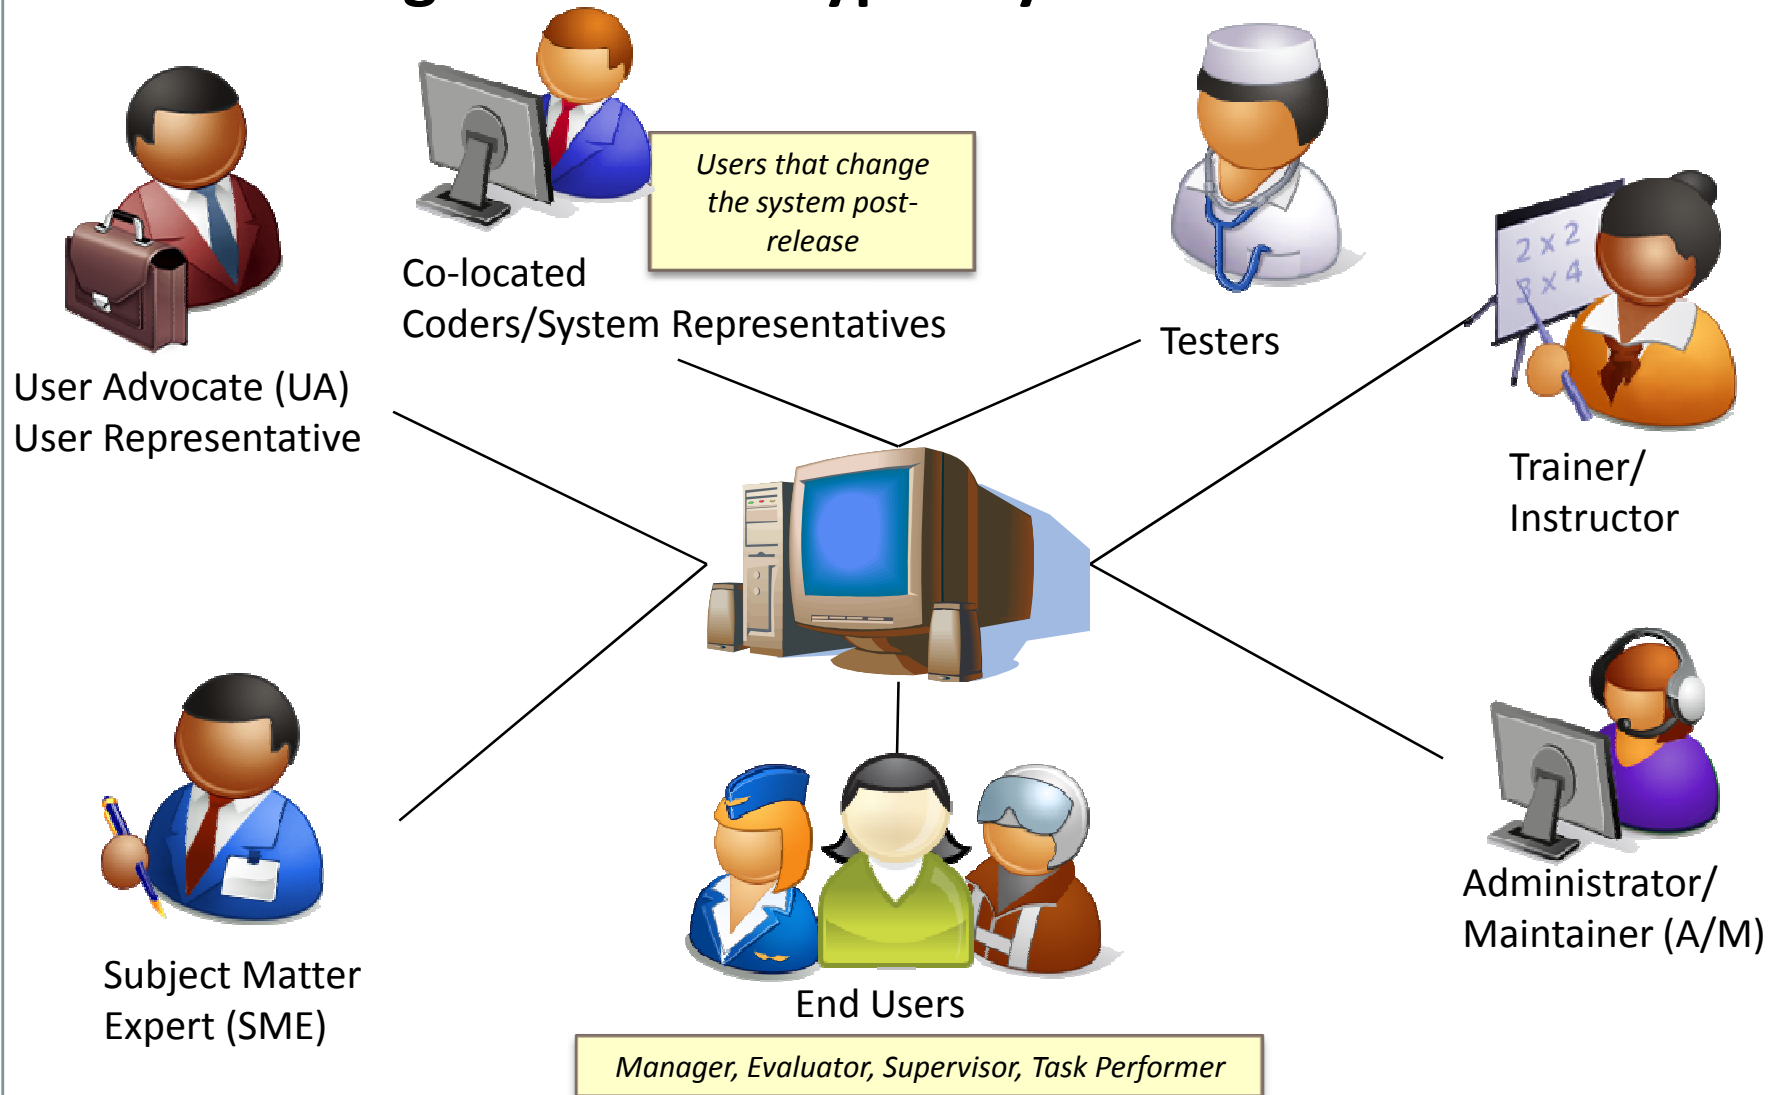 User Advocate (UA)
User Representative
Co-located
Coders/System Representatives
Users that change
the system post-
release
Testers
2 x 2
3 x 4
Trainer/
Instructor
Subject Matter
Expert (SME)
End Users
Manager, Evaluator, Supervisor, Task Performer
Administrator/
Maintainer (A/M)